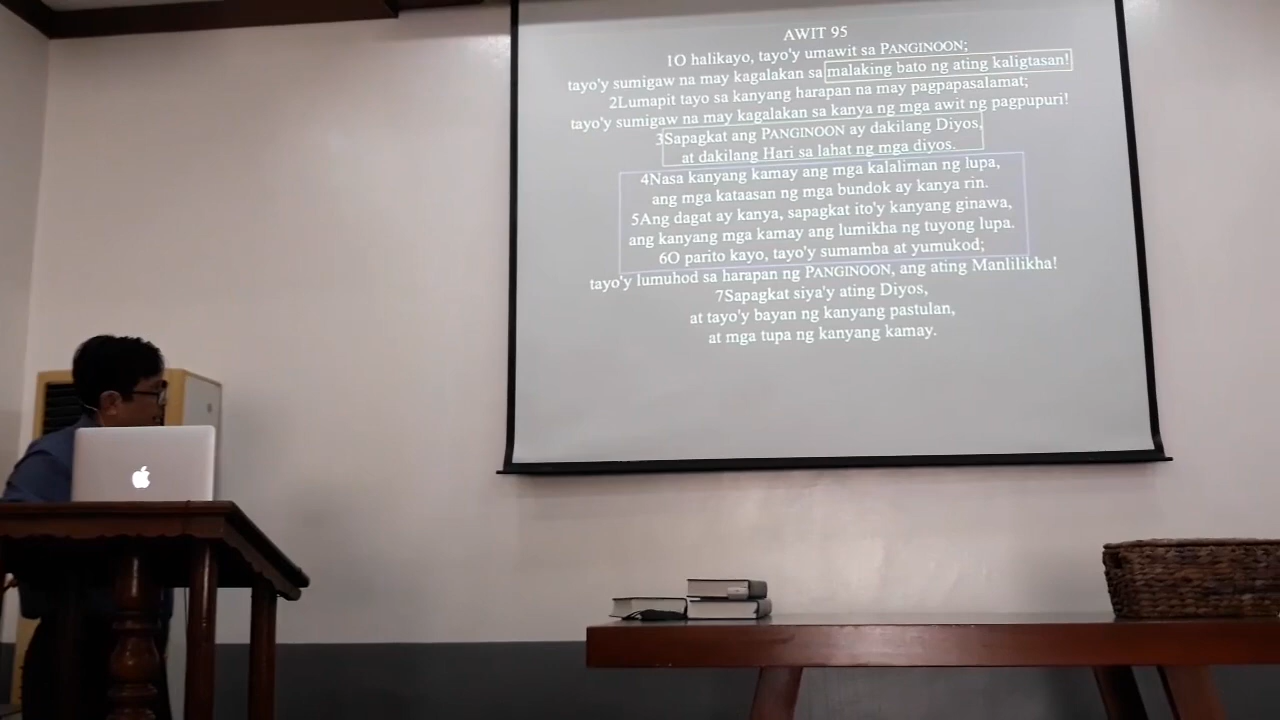 AWIT 95
1O halikayo, tayo'y umawit sa PANGINOON;
tayo'y sumigaw na may kagalakan sa malaking bato ng ating kaligtasan!
2Lumapit tayo sa kanyang harapan na may pagpapasalamat;
tayo'y sumigaw na may kagalakan sa kanya ng mga awit ng pagpupuri!
3Sapagkat ang PANGINOON ay dakilang Diyos,
at dakilang Hari sa lahat ng mga diyos.
4Nasa kanyang kamay ang mga kalaliman ng lupa,
ang mga kataasan ng mga bundok ay kanya rin.
5Ang dagat ay kanya, sapagkat ito'y kanyang ginawa,
ang kanyang mga kamay ang lumikha ng tuyong lupa.
6O parito kayo, tayo'y sumamba at yumukod;
tayo'y lumuhod sa harapan ng PANGINOON, ang ating Manlilikha!
7Sapagkat siya'y ating Diyos,
at tayo'y bayan ng kanyang pastulan,
at mga tupa ng kanyang kamay.